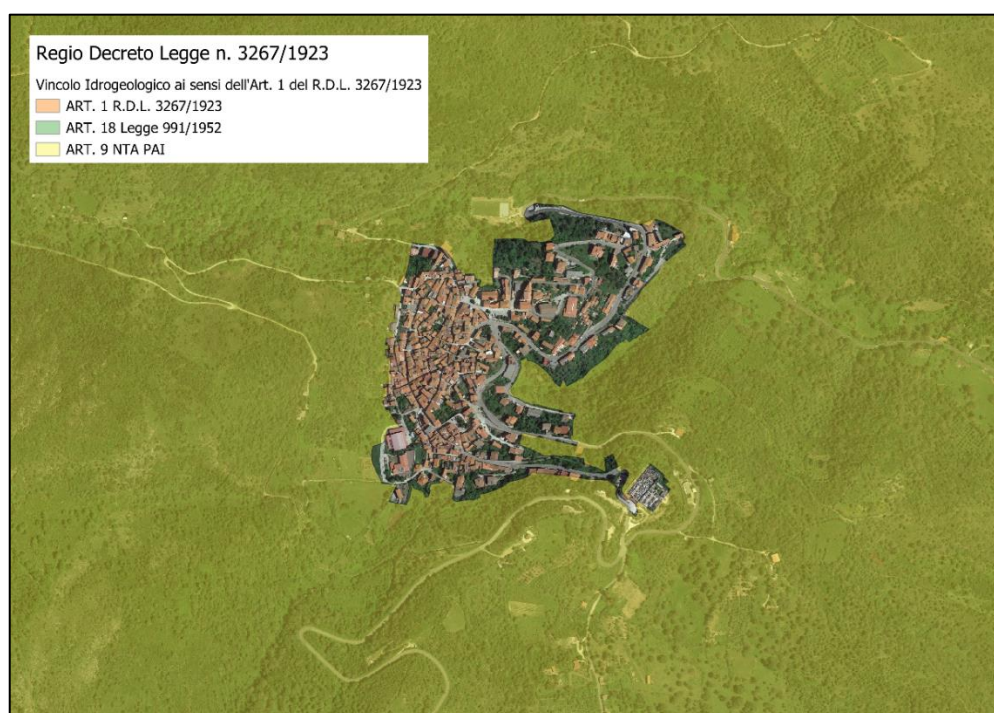 Regio Decreto Legge n. 3267/1923
Vincolo Idrogeologico ai sensi dell'Art. 1 del R.D.L. 3267/1923
ART. 1 R.D.L. 3267/1923
ART. 18 Legge 991/1952
ART. 9 NTA PAI